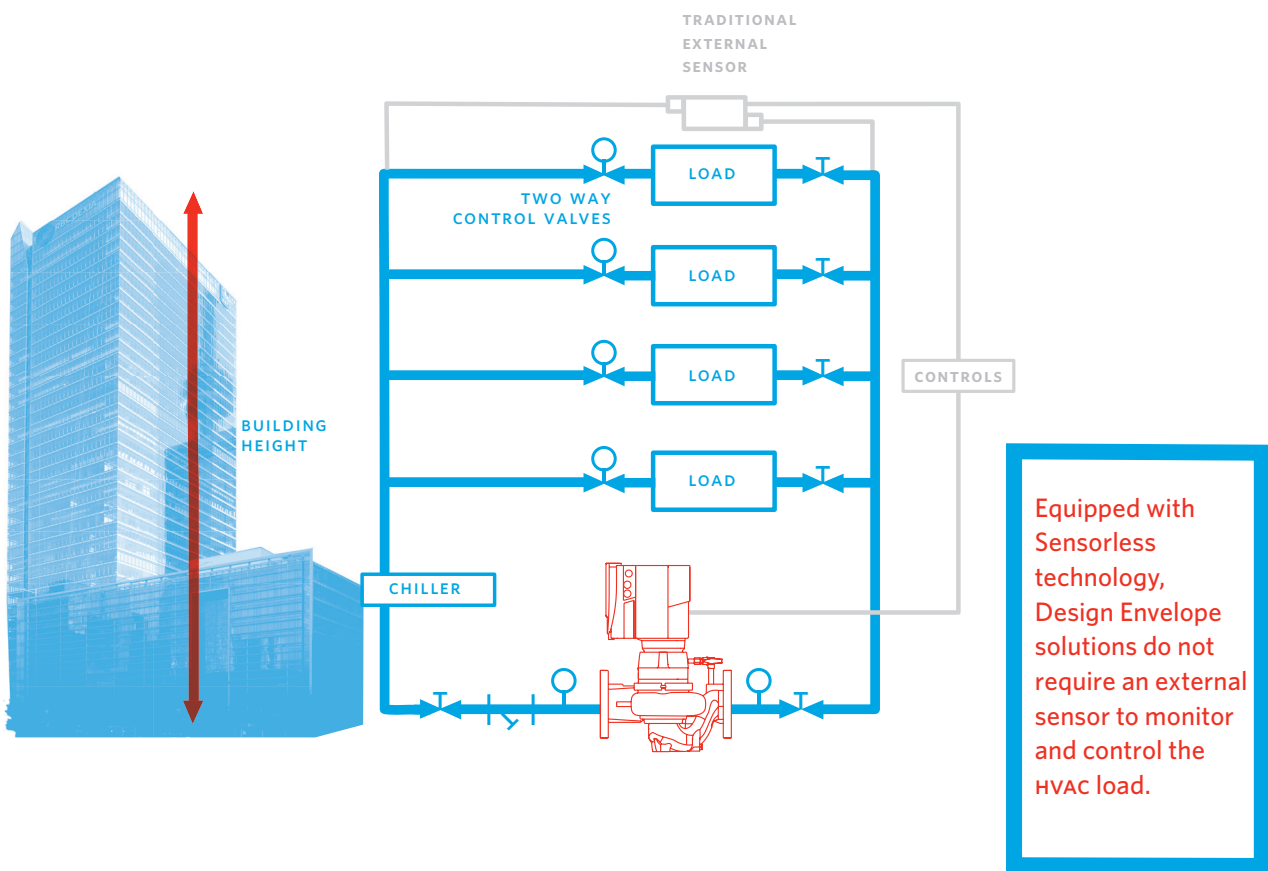 TRADITIONAL
EXTERNAL
SENSOR
LOAD
TWO WAY
CONTROL VALVES
LOAD
LOAD
CONTROLS
BUILDING
HEIGHT
LOAD
CHILLER
Equipped with
Sensorless
technology,
Design Envelope
solutions do not
require an external
sensor to monitor
and control the
HVAC load.